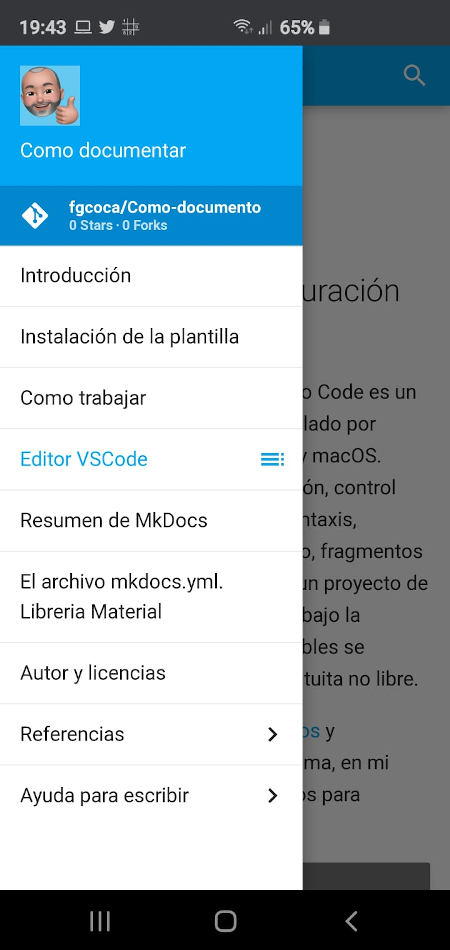 19:43
65%
Como documentar
fgcoca/Como-documento
0 Stars · 0 Forks
Introducción
Instalación de la plantilla
Como trabajar
Editor VSCode
Resumen de MkDocs
El archivo mkdocs.yml.
Libreria Material
Autor y licencias
Referencias
Ayuda para escribir
uración
o Code es un
lado por
y macOS.
ón, control
ntaxis,
o, fragmentos
un proyecto de
bajo la
bles se
tuita no libre.
os y
ma, en mi
os para